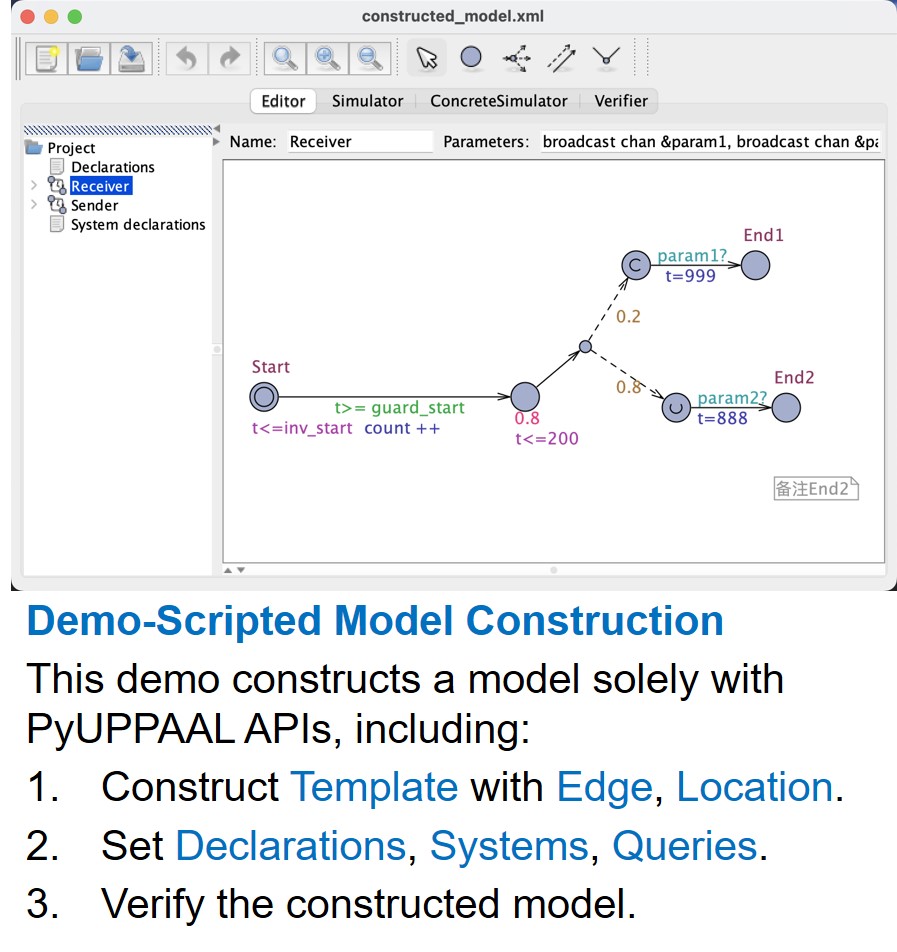 constructed_model.xml
Editor Simulator ConcreteSimulator Verifier
Project
Declarations
Receiver
Sender
System declarations
Name: Receiver Parameters: broadcast chan &param1, broadcast chan &pa
End1
C param1?
t=999
0.2
Start
0.8
End2
param2?
t=888
t>= guard_start
t<=inv_start count ++
0.8
t<=200
备注End2
Demo-Scripted Model Construction
This demo constructs a model solely with
PyUPPAAL APIs, including:
1. Construct Template with Edge, Location.
2. Set Declarations, Systems, Queries.
3. Verify the constructed model.